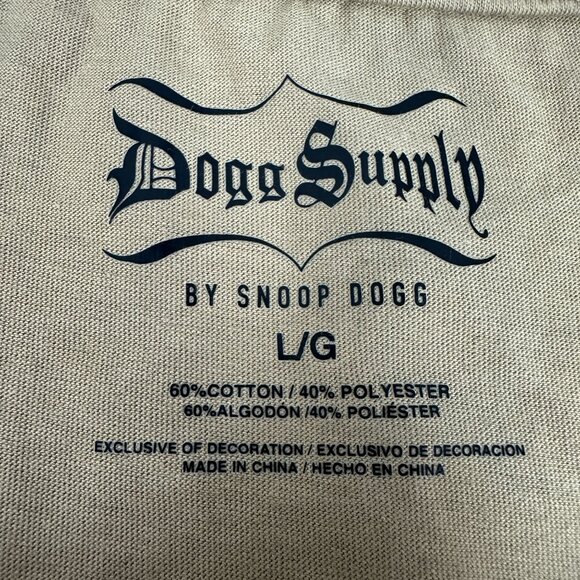 Dogg Supply
BY SNOOP DOGG
L/G
60%COTTON / 40% POLYESTER
60%ALGODÓN /40% POLIÉSTER
EXCLUSIVE OF DECORATION / EXCLUSIVO DE DECORACIÓN
MADE IN CHINA / HECHO EN CHINA